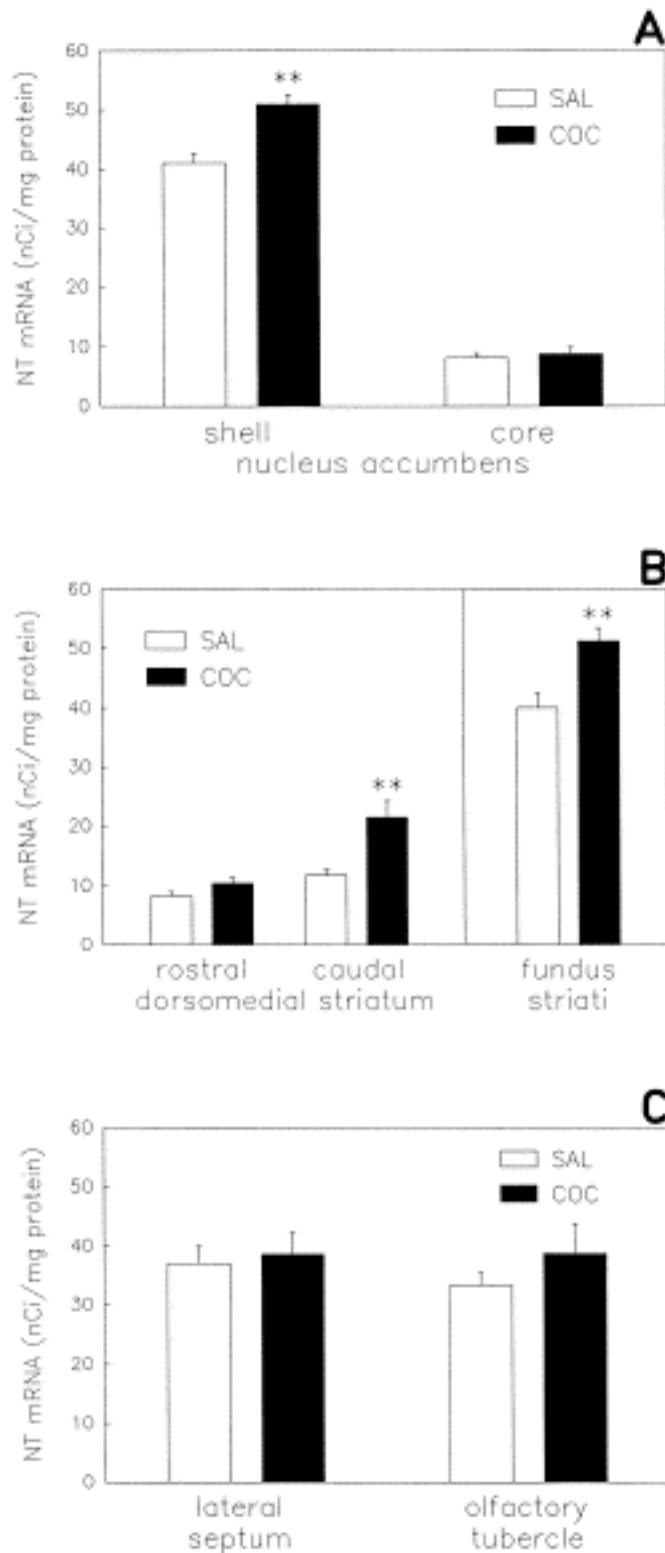 A
60
50
40
30
20
10
0
NT mRNA (nCi/mg protein)
**
SAL
COC
shell core
nucleus accumbens
B
60
50
40
30
20
10
0
NT mRNA (nCi/mg protein)
SAL
COC
**
**
rostral caudal fundus
dorsomedial striatum striati
C
60
50
40
30
20
10
0
NT mRNA (nCi/mg protein)
SAL
COC
lateral olfactory
septum tubercle